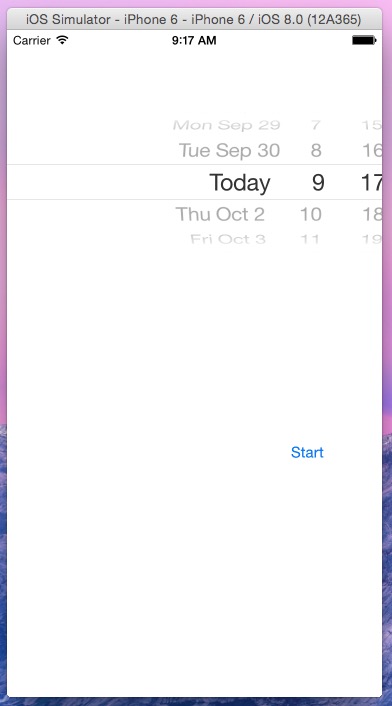 iOS Simulator - iPhone 6 - iPhone 6 / iOS 8.0 (12A365)
Carrier 9:17 AM
Mon Sep 29 7 15
Tue Sep 30 8 16
Today 9 17
Thu Oct 2 10 18
Fri Oct 3 11 19
Start